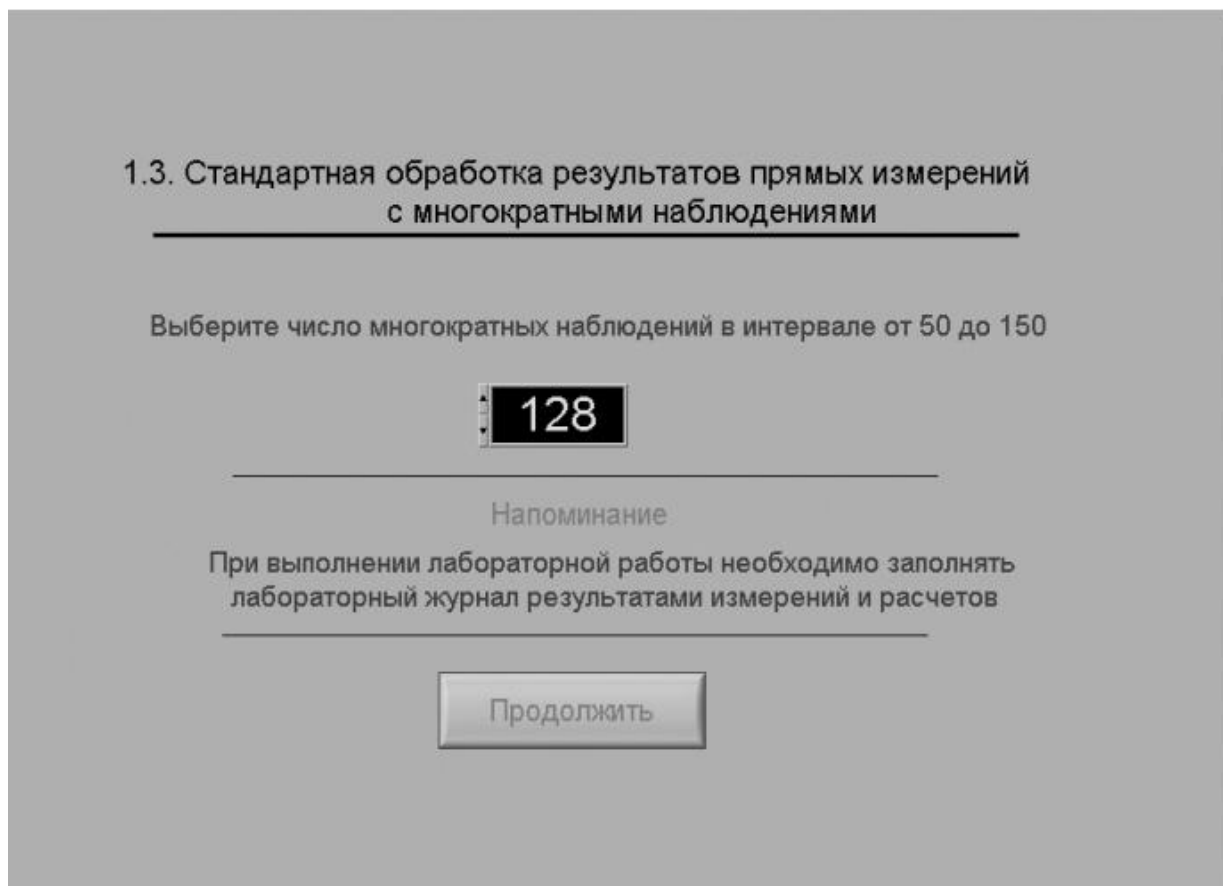 1.3. Стандартная обработка результатов прямых измерений
с многократными наблюдениями
Выберите число многократных наблюдений в интервале от 50 до 150
128
Напоминание
При выполнении лабораторной работы необходимо заполнять
лабораторный журнал результатами измерений и расчетов
Продолжить